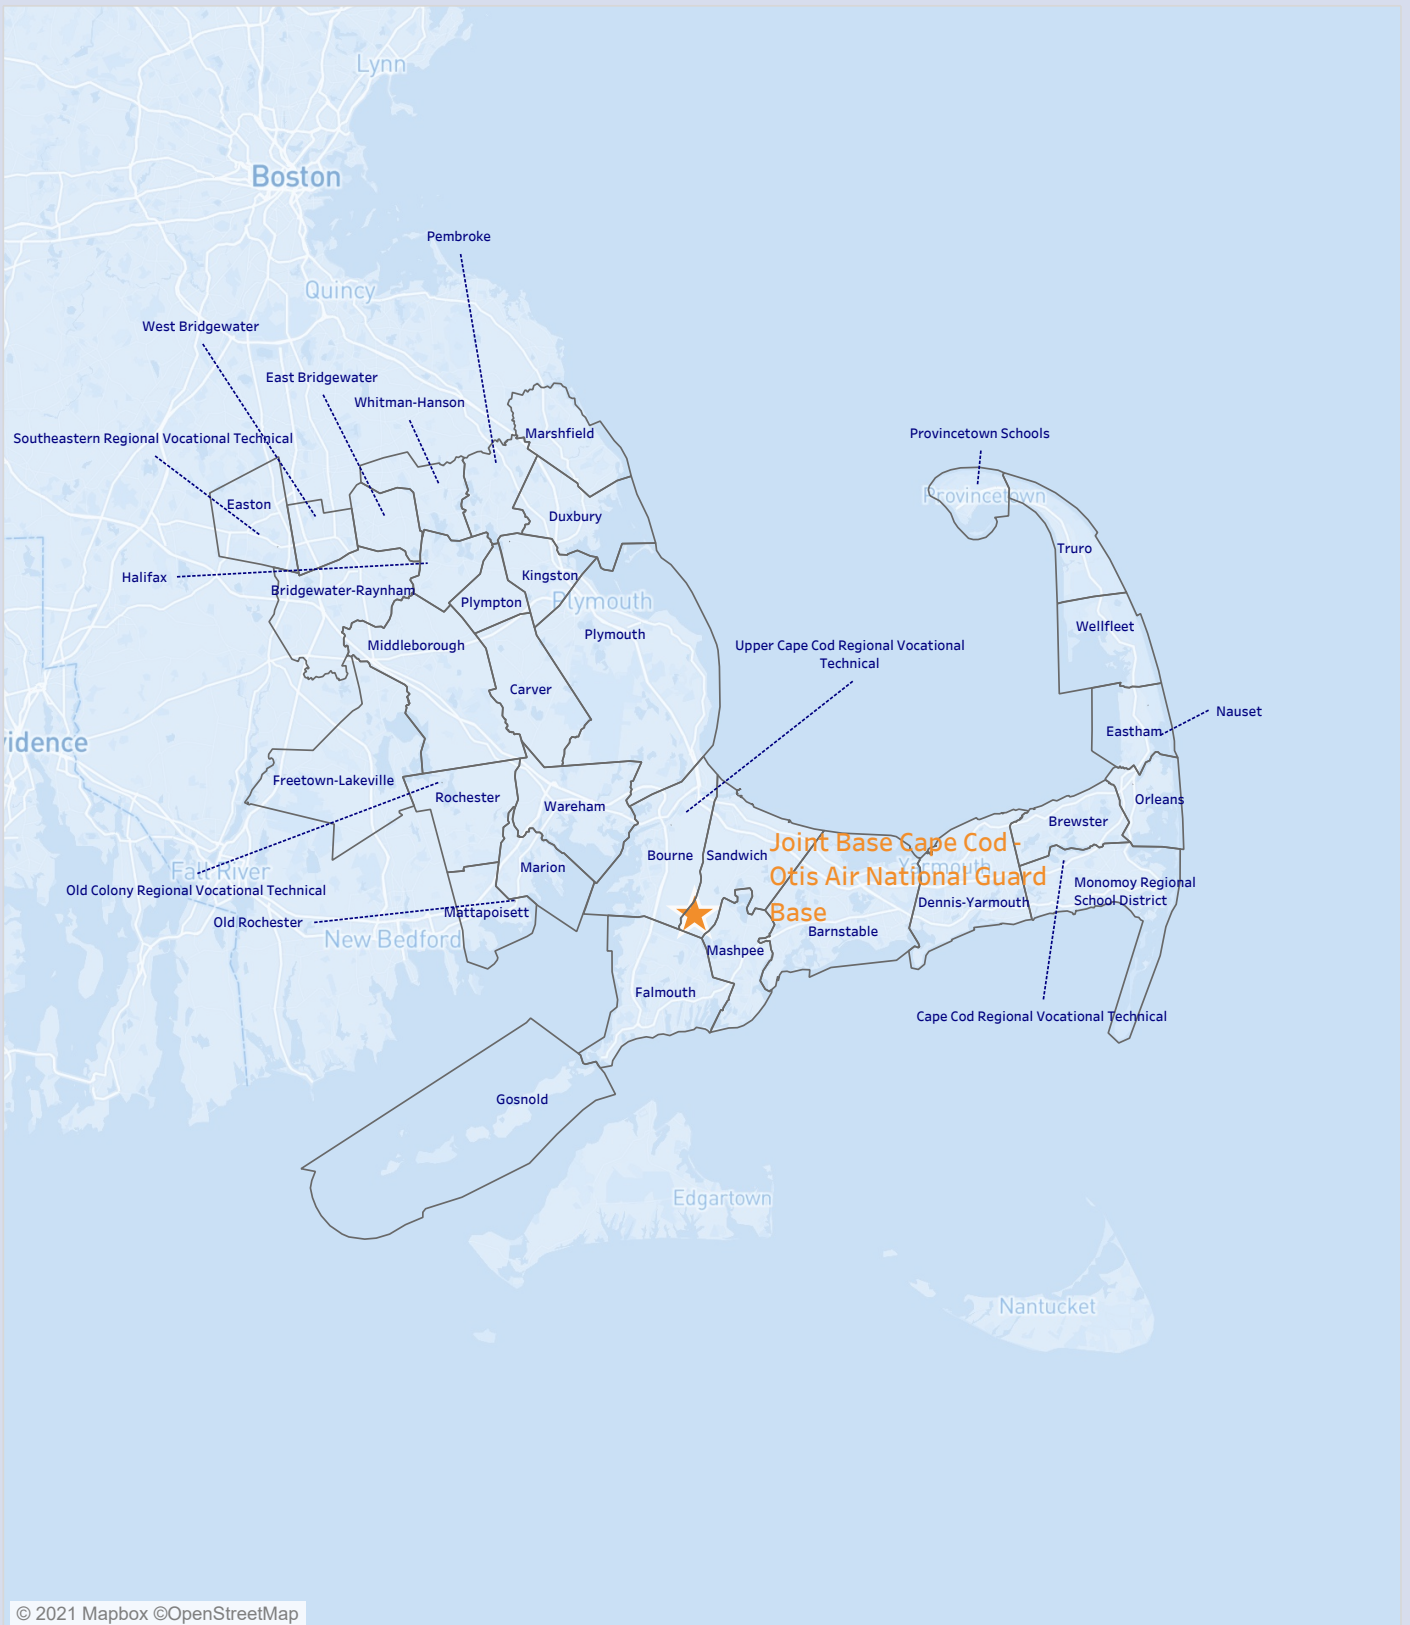 Lynn
Boston
Pembroke
Quincy
West Bridgewater
East Bridgewater
Whitman-Hanson
Southeastern Regional Vocational Technical
Marshfield
Provincetown Schools
Provincetown
Easton
Duxbury
Truro
Halifax
Bridgewater-Raynham
Kingston
Plympton
Plymouth
Plymouth
Wellfleet
Middleborough
Upper Cape Cod Regional Vocational
Technical
Carver
Nauset
Eastham
vidence
Freetown-Lakeville
Rochester
Wareham
Orleans
Brewster
Joint Base Cape Cod -
Otis Air National Guard
Base
Bourne
Sandwich
Yarmouth
Marion
Fall River
Old Colony Regional Vocational Technical
Monomoy Regional
School District
Dennis-Yarmouth
Mattapoisett
Old Rochester
New Bedford
Barnstable
Mashpee
Falmouth
Cape Cod Regional Vocational Technical
Gosnold
Edgartown
Nantucket
© 2021 Mapbox ©OpenStreetMap